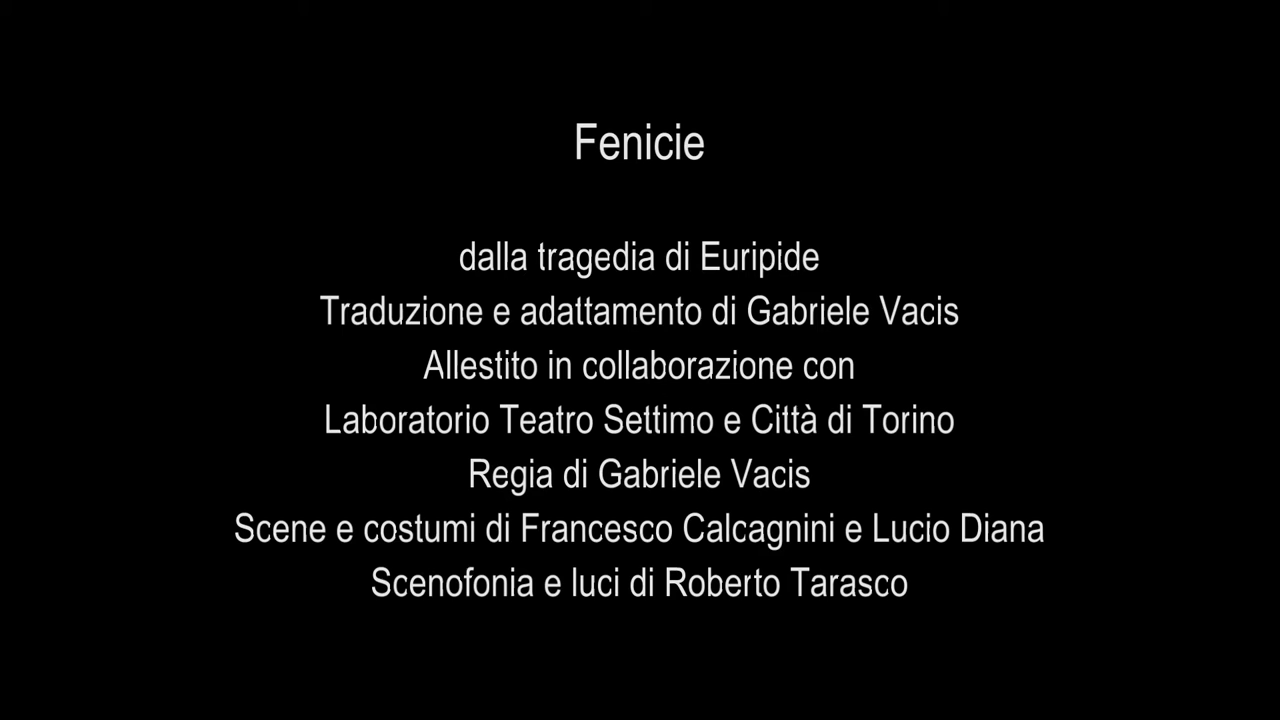 Fenicie
dalla tragedia di Euripide
Traduzione e adattamento di Gabriele Vacis
Allestito in collaborazione con
Laboratorio Teatro Settimo e Città di Torino
Regia di Gabriele Vacis
Scene e costumi di Francesco Calcagnini e Lucio Diana
Scenofonia e luci di Roberto Tarasco